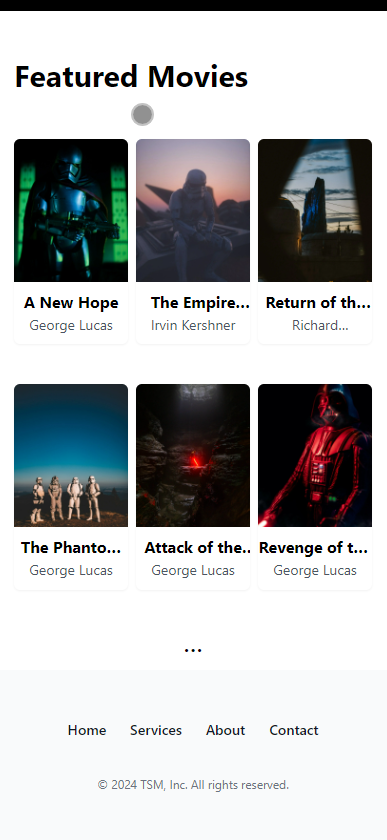 Featured Movies
A New Hope
George Lucas
The Empire...
Irvin Kershner
Return of th...
Richard...
The Phanto...
George Lucas
Attack of the..
George Lucas
Revenge of t...
George Lucas
...
Home Services About Contact
© 2024 TSM, Inc. All rights reserved.